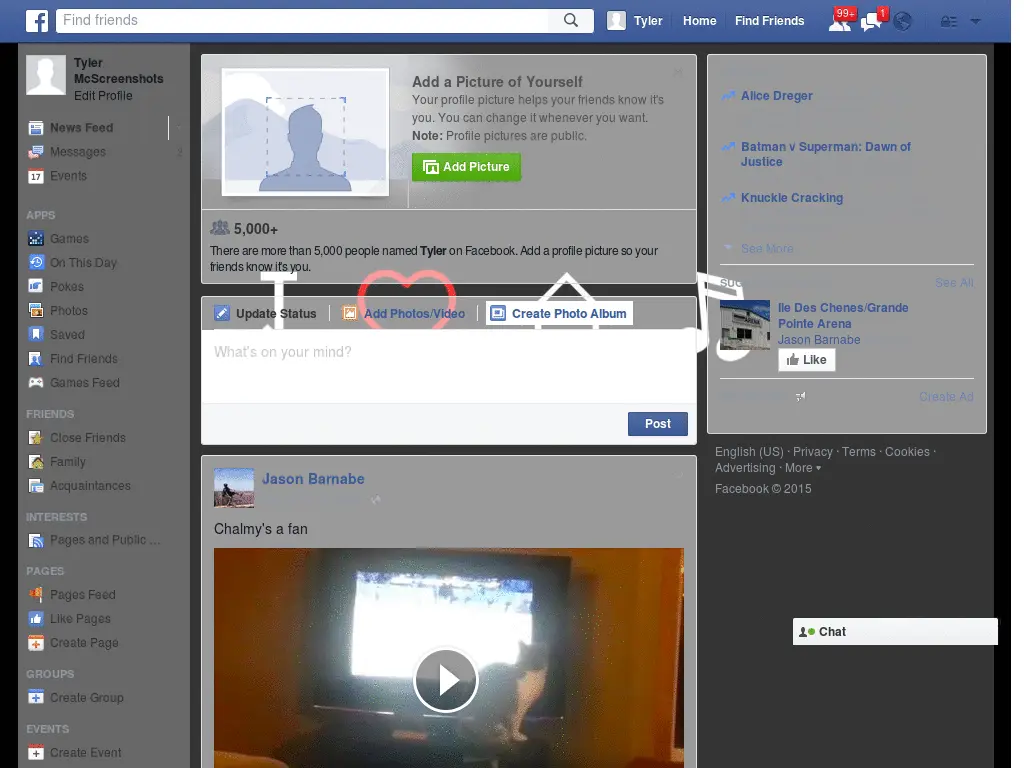 f
Find friends
Tyler
Home
Find Friends
99+
1
Tyler
McScreenshots
Edit Profile
News Feed
Messages
2
17
Events
APPS
Games
On This Day
Pokes
Photos
Saved
Find Friends
Games Feed
FRIENDS
Close Friends
Family
Acquaintances
INTERESTS
Pages and Public ...
PAGES
Pages Feed
Like Pages
Create Page
GROUPS
Create Group
EVENTS
Create Event
Add a Picture of Yourself
Your profile picture helps your friends know it's
you. You can change it whenever you want.
Note: Profile pictures are public.
Add Picture
5,000+
There are more than 5,000 people named Tyler on Facebook. Add a profile picture so your
friends know it's you.
I
Update Status
Add Photos/Video
Create Photo Album
What's on your mind?
Post
Jason Barnabe
Chalmy's a fan
Alice Dreger
Batman v Superman: Dawn of
Justice
Knuckle Cracking
See More
See All
ARENA
Ile Des Chenes/Grande
Pointe Arena
Jason Barnabe
Like
Create Ad
English (US) · Privacy · Terms · Cookies ·
Advertising · More
Facebook © 2015
Chat